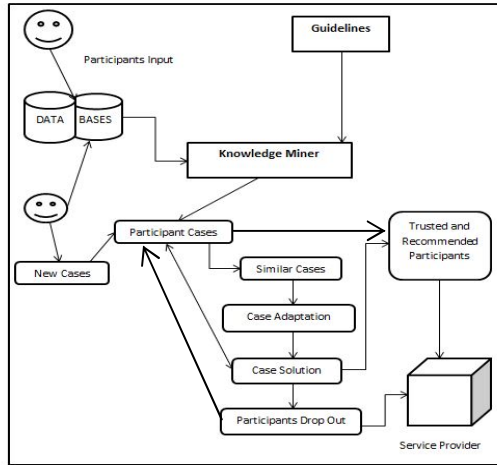 Guidelines
Participants Input
DATA
BASES
Knowledge Miner
Participant Cases
Trusted and
Recommended
Participants
New Cases
Similar Cases
Case Adaptation
Case Solution
Participants Drop Out
Service Provider